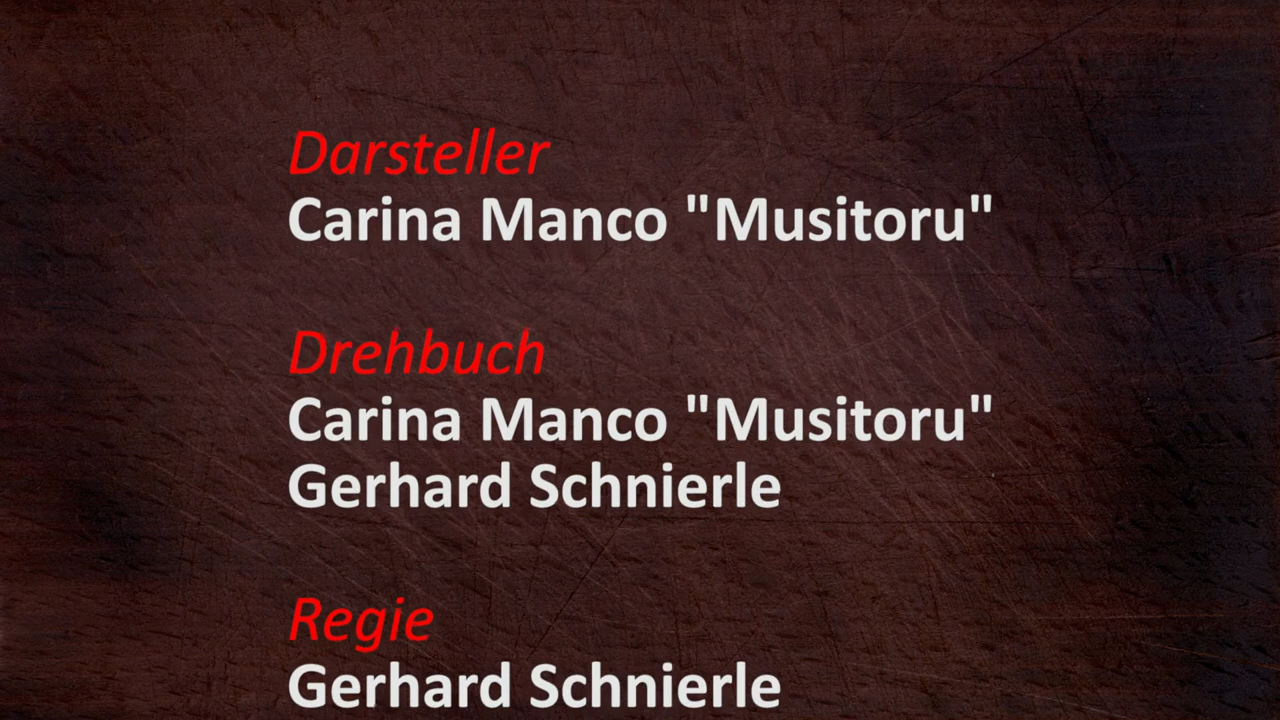 Darsteller
Carina Manco "Musitoru"
Drehbuch
Carina Manco "Musitoru"
Gerhard Schnierle
Regie
Gerhard Schnierle